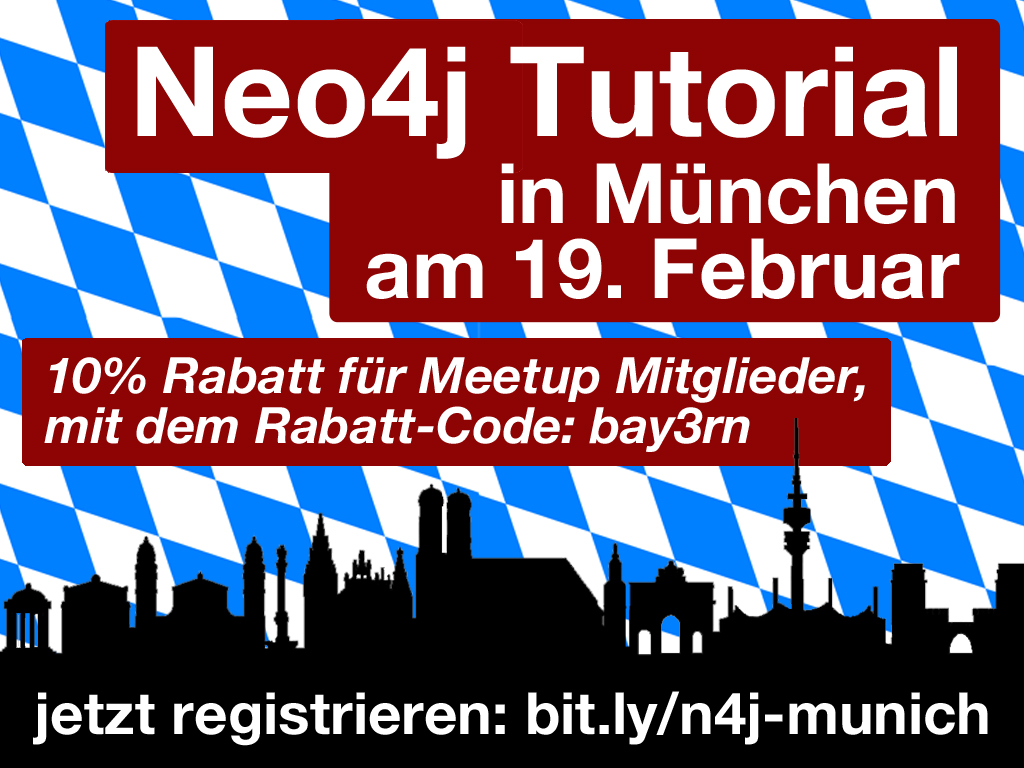 Neo4j Tutorial
in München
am 19. Februar
10% Rabatt für Meetup Mitglieder,
mit dem Rabatt-Code: bay3rn
jetzt registrieren: bit.ly/n4j-munich